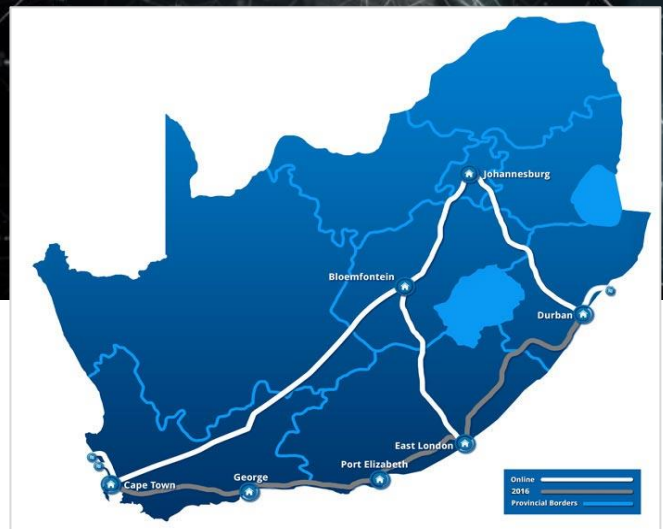 Johannesburg
Bloemfontein
Durban
East London
Port Elizabeth
George
Cape Town
Online
2016
Provincial Borders